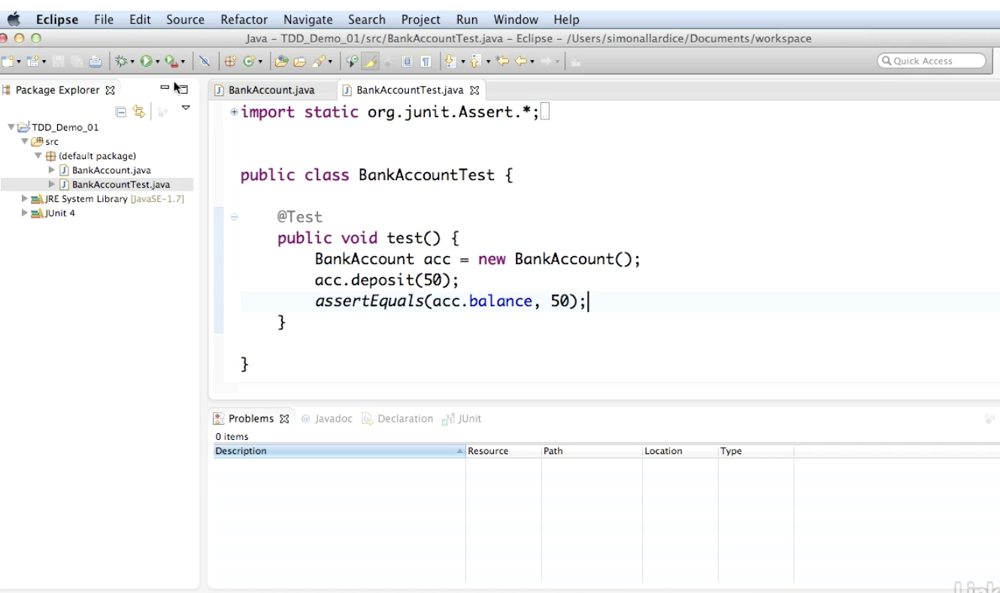 Eclipse File Edit Source Refactor Navigate Search Project Run Window Help
Java – TDD_Demo_01/src/BankAccountTest.java – Eclipse – /Users/simonallardice/Documents/workspace
Quick Access
Package Explorer
BankAccount.java
BankAccountTest.java
import static org.junit.Assert.*;
TDD_Demo_01
src
(default package)
BankAccount.java
BankAccountTest.java
JRE System Library [JavaSE-1.7]
JUnit 4
public class BankAccountTest {
@Test
public void test() {
BankAccount acc = new BankAccount();
acc.deposit(50);
assertEquals(acc.balance, 50);
}
}
Problems @ Javadoc Declaration JUnit
0 items
Description Resource Path Location Type